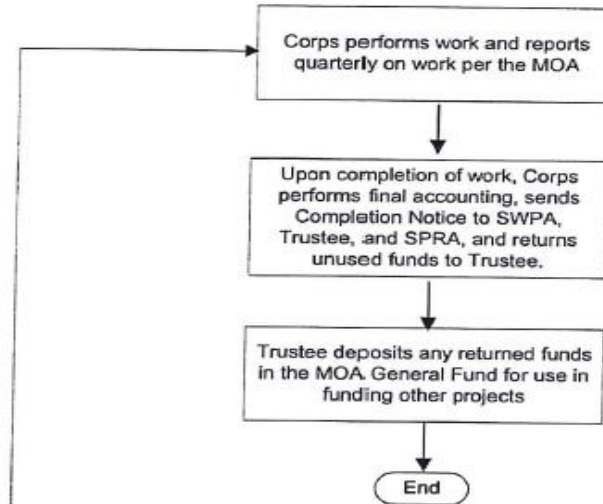 Corps performs work and reports
quarterly on work per the MOA
Upon completion of work, Corps
performs final accounting, sends
Completion Notice to SWPA,
Trustee, and SPRA, and returns
unused funds to Trustee.
Trustee deposits any returned funds
in the MOA General Fund for use in
funding other projects
End